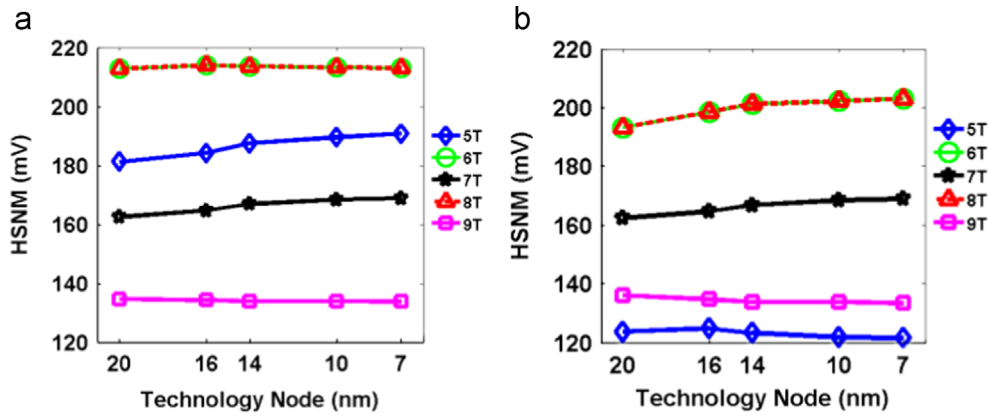 a
220
200
180
160
140
120
HSNM (mV)
20 16 14 10 7
Technology Node (nm)
5T
6T
7T
8T
9T
b
220
200
180
160
140
120
HSNM (mV)
20 16 14 10 7
Technology Node (nm)
5T
6T
7T
8T
9T